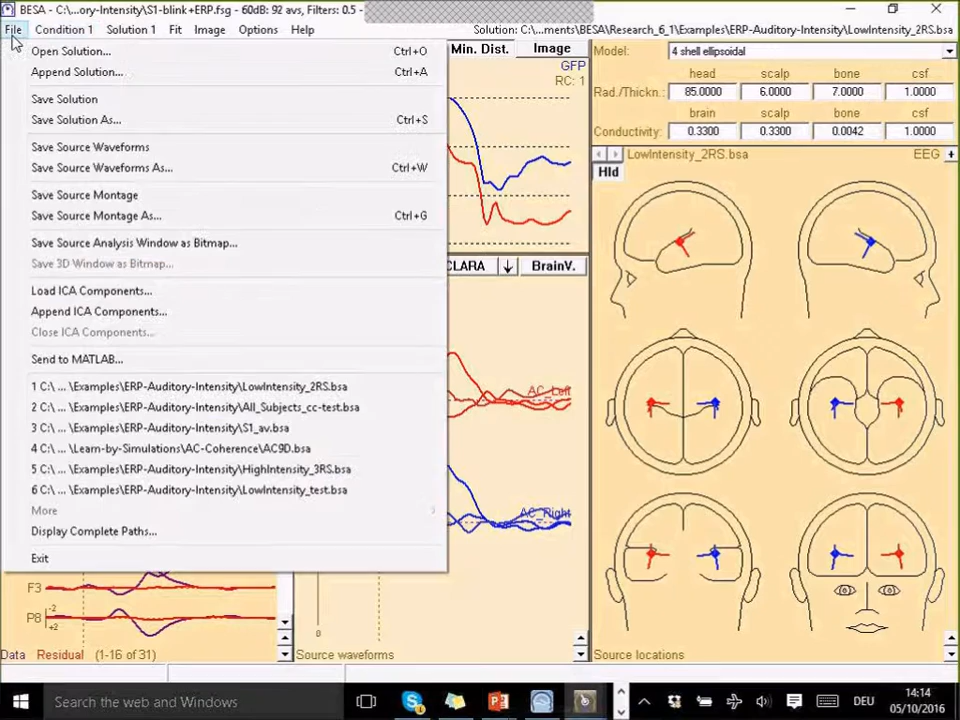 BESA - C:\...ory-Intensity\S1-blink+ERP.fsg - 60dB: 92 avs, Filters: 0.5 -
File Condition 1 Solution 1 Fit Image Options Help Solution: C:\...ments\BESA\Research_6_1\Examples\ERP-Auditory-Intensity\LowIntensity_2RS.bsa
Open Solution... Ctrl+O
Append Solution... Ctrl+A
Save Solution
Save Solution As... Ctrl+S
Save Source Waveforms
Save Source Waveforms As... Ctrl+W
Save Source Montage
Save Source Montage As... Ctrl+G
Save Source Analysis Window as Bitmap...
Save 3D Window as Bitmap...
Load ICA Components...
Append ICA Components...
Close ICA Components...
Send to MATLAB...
1 C:\ ... \Examples\ERP-Auditory-Intensity\LowIntensity_2RS.bsa
2 C:\ ... \Examples\ERP-Auditory-Intensity\All_Subjects_cc-test.bsa
3 C:\ ... \Examples\ERP-Auditory-Intensity\S1_av.bsa
4 C:\ ... \Learn-by-Simulations\AC-Coherence\AC9D.bsa
5 C:\ ... \Examples\ERP-Auditory-Intensity\HighIntensity_3RS.bsa
6 C:\ ... \Examples\ERP-Auditory-Intensity\LowIntensity_test.bsa
More
Display Complete Paths...
Exit
Min. Dist. Image
GFP
RC: 1
CLARA BrainV.
AC_Left
AC_Right
F3
P8 -2
+2
Data Residual (1-16 of 31)
0
Source waveforms
Model: 4 shell ellipsoidal
head scalp bone csf
Rad./Thickn.: 85.0000 6.0000 7.0000 1.0000
brain scalp bone csf
Conductivity: 0.3300 0.3300 0.0042 1.0000
LowIntensity_2RS.bsa EEG +
Hld
Source locations
Search the web and Windows
DEU
14:14
05/10/2016